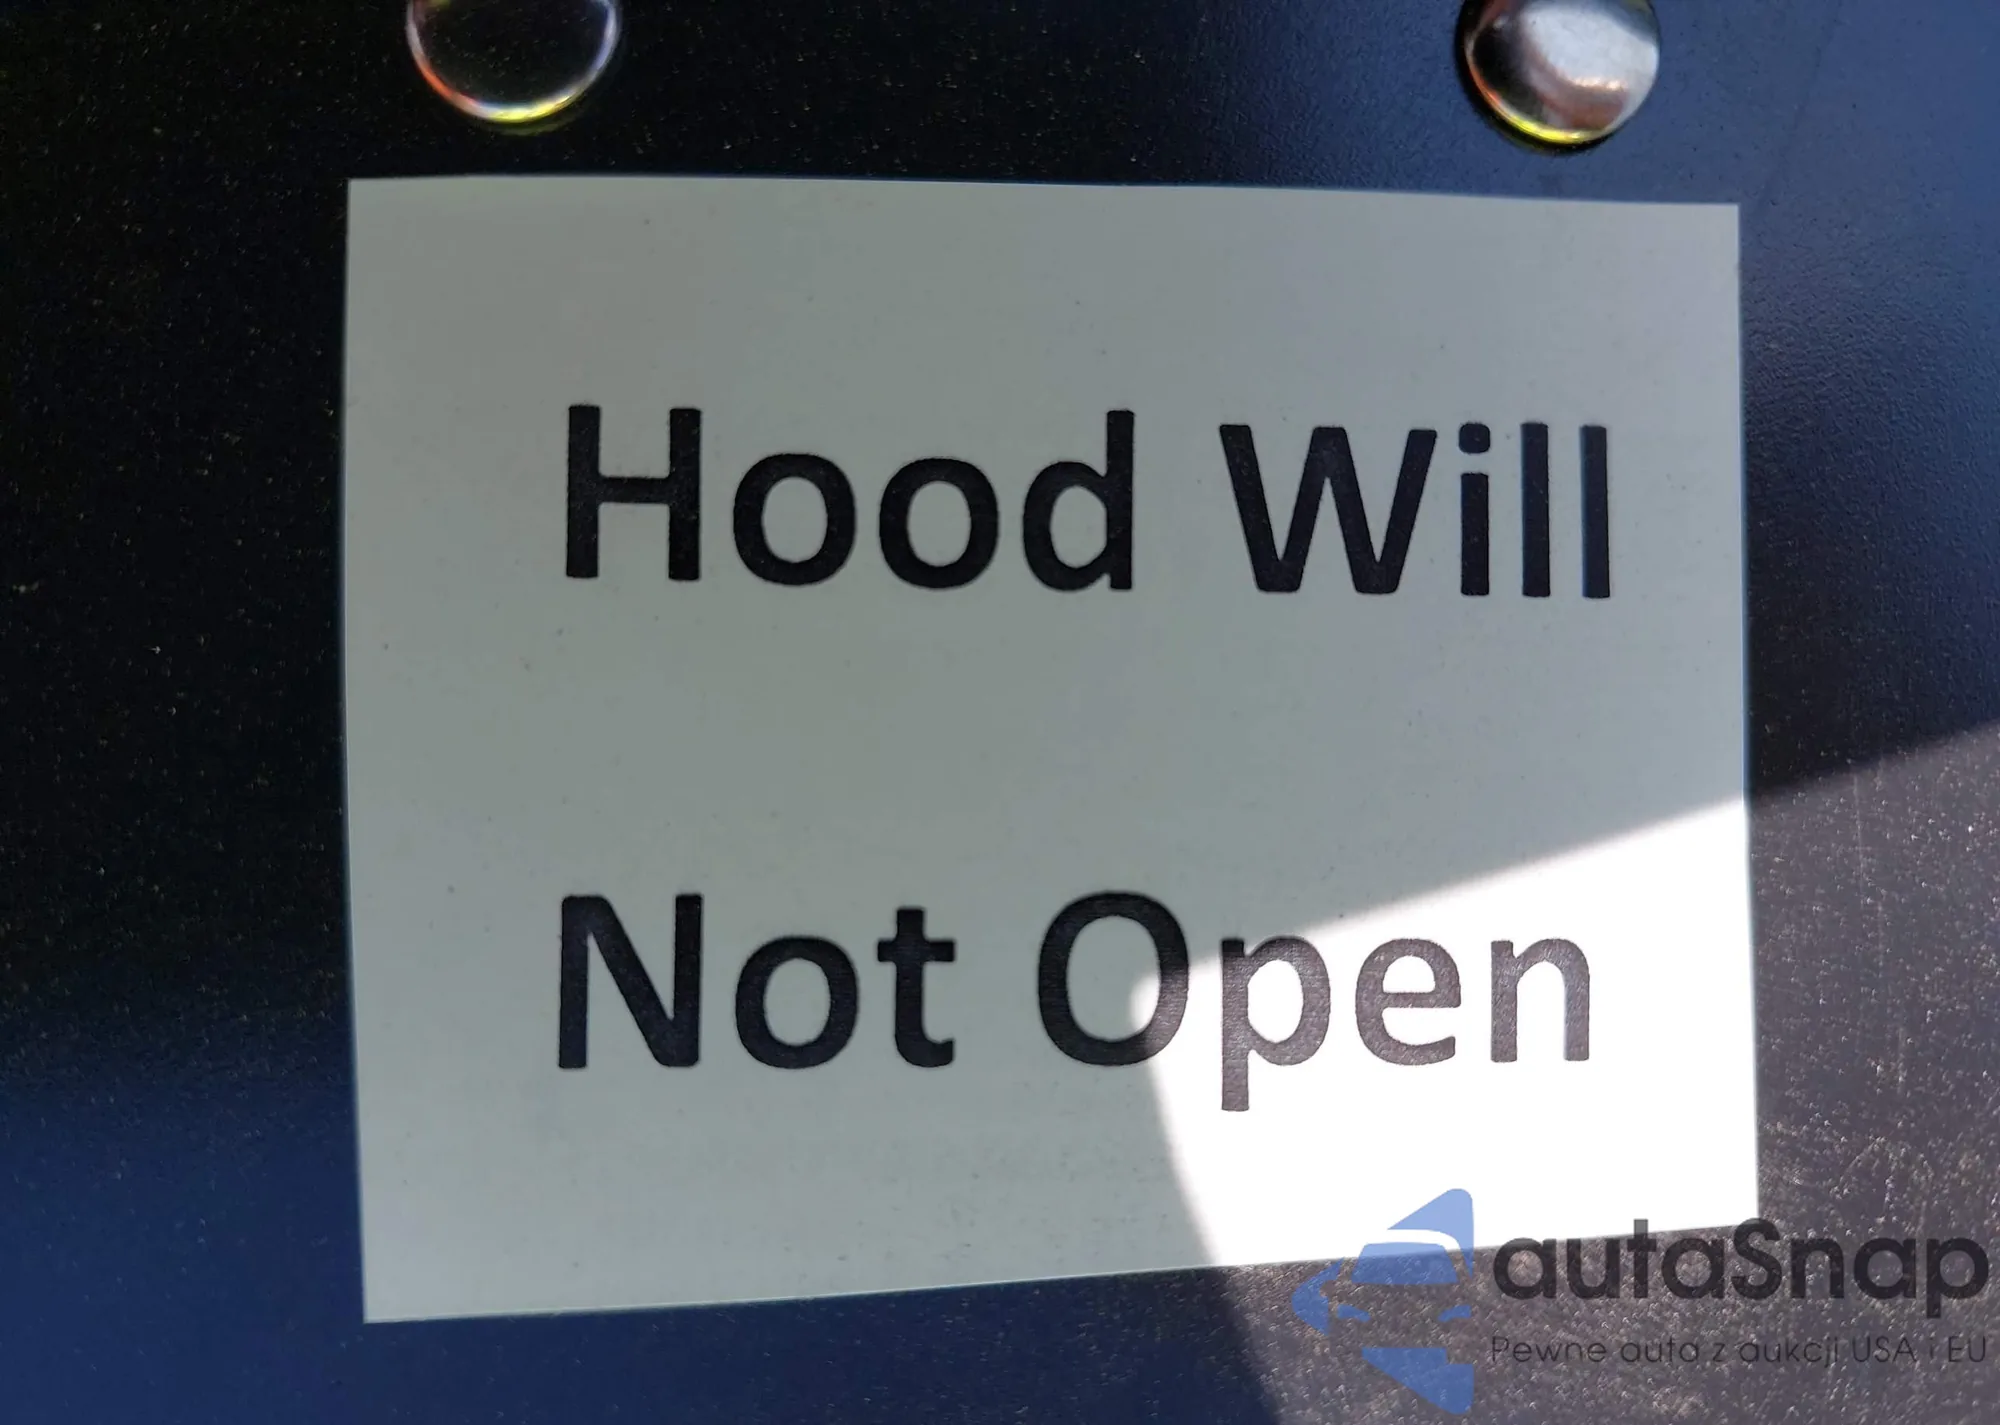 Hood Will
Not Open
autaSnap
Pewne auta z aukcji USA i EU